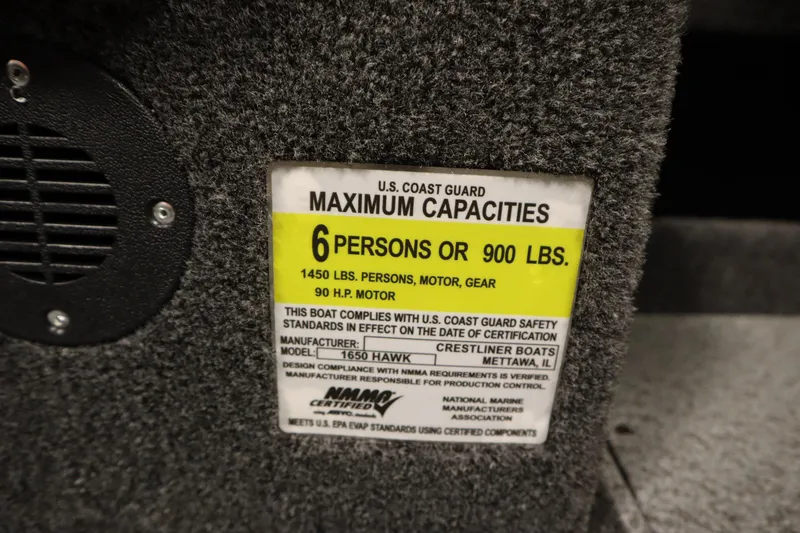 U.S. COAST GUARD
MAXIMUM CAPACITIES
6 PERSONS OR 900 LBS.
1450 LBS. PERSONS, MOTOR, GEAR
90 H.P. MOTOR
THIS BOAT COMPLIES WITH U.S. COAST GUARD SAFETY
STANDARDS IN EFFECT ON THE DATE OF CERTIFICATION
MANUFACTURER: CRESTLINER BOATS
MODEL: 1650 HAWK METTAWA, IL
DESIGN COMPLIANCE WITH NMMA REQUIREMENTS IS VERIFIED.
MANUFACTURER RESPONSIBLE FOR PRODUCTION CONTROL.
NMMA
CERTIFIED
using ABYC standards
NATIONAL MARINE
MANUFACTURERS
ASSOCIATION
MEETS U.S. EPA EVAP STANDARDS USING CERTIFIED COMPONENTS